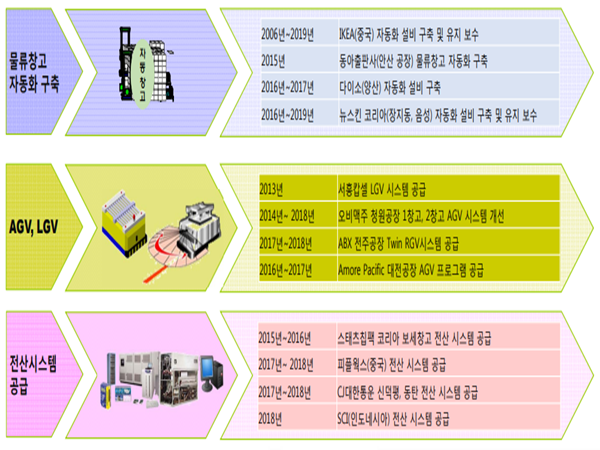 물류창고
자동화 구축
자동창고
2006년~2019년 IKEA(중국) 자동화 설비 구축 및 유지 보수
2015년 동아출판사(안산 공장) 물류창고 자동화 구축
2016년~2017년 다이소(양산) 자동화 설비 구축
2016년~2019년 뉴스킨 코리아(장지동, 음성) 자동화 설비 구축 및 유지 보수
AGV, LGV
2013년 서흥캅셀 LGV 시스템 공급
2014년~ 2018년 오비맥주 청원공장 1창고, 2창고 AGV 시스템 개선
2017년~2018년 ABX 전주공장 Twin RGV시스템 공급
2016년~2017년 Amore Pacific 대전공장 AGV 프로그램 공급
전산시스템
공급
2015년~2016년 스태츠칩팩 코리아 보세창고 전산 시스템 공급
2017년~ 2018년 피플웍스(중국) 전산 시스템 공급
2017년~2018년 CJ대한통운 신덕평, 동탄 전산 시스템 공급
2018년 SCI(인도네시아) 전산 시스템 공급